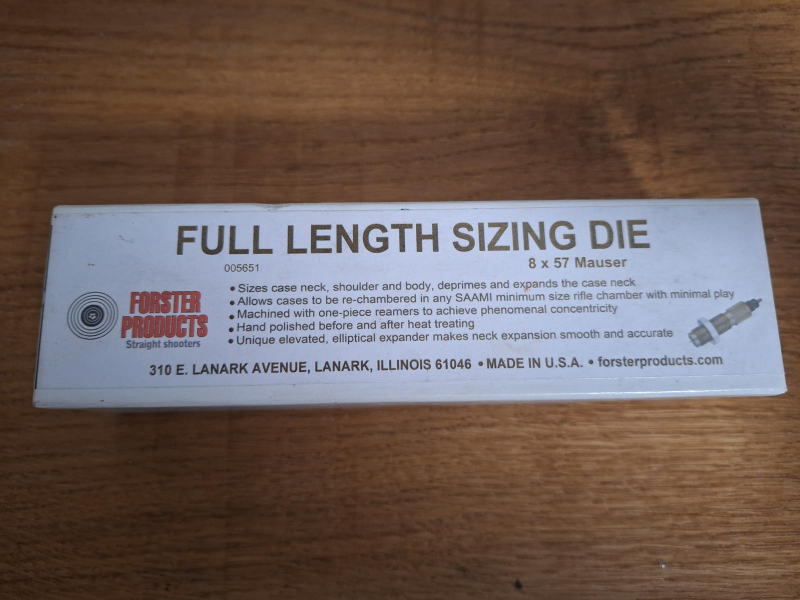 FULL LENGTH SIZING DIE
005651
8 x 57 Mauser
FORSTER
PRODUCTS
Straight shooters
• Sizes case neck, shoulder and body, deprimes and expands the case neck
• Allows cases to be re-chambered in any SAAMI minimum size rifle chamber with minimal play
• Machined with one-piece reamers to achieve phenomenal concentricity
• Hand polished before and after heat treating
• Unique elevated, elliptical expander makes neck expansion smooth and accurate
310 E. LANARK AVENUE, LANARK, ILLINOIS 61046 • MADE IN U.S.A. • forsterproducts.com